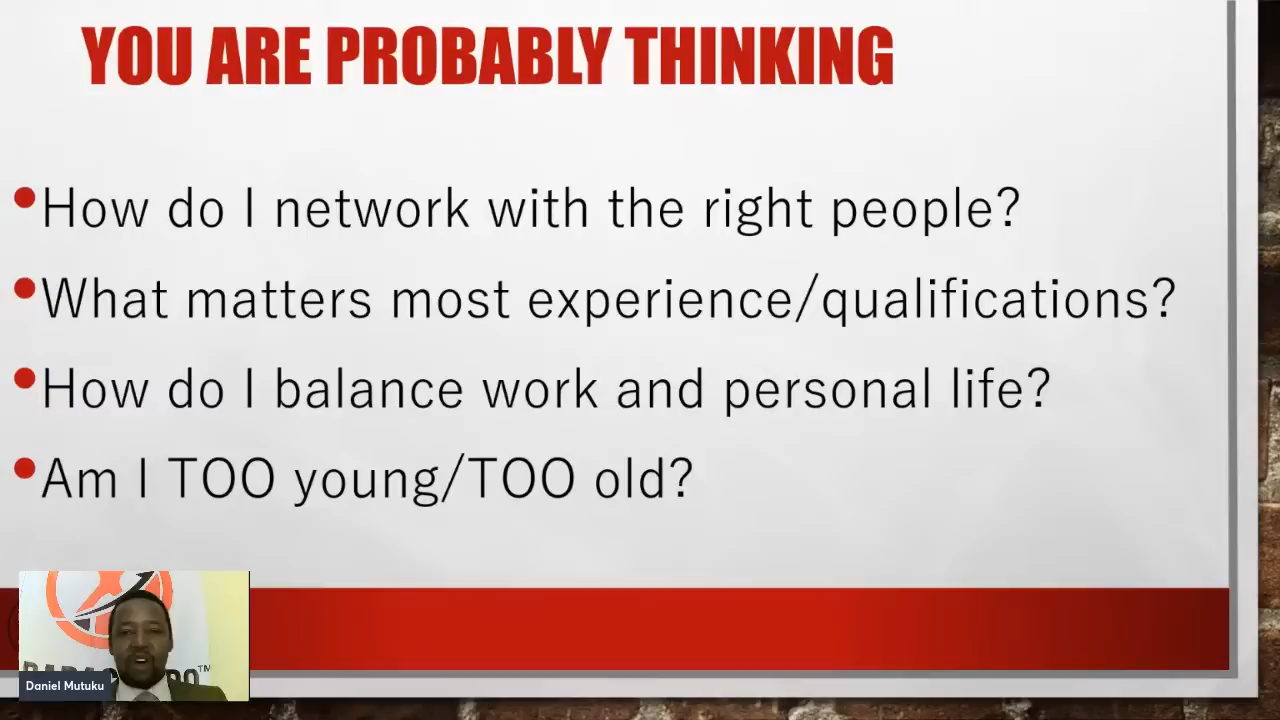 YOU ARE PROBABLY THINKING
•How do I network with the right people?
•What matters most experience/qualifications?
•How do I balance work and personal life?
•Am I TOO young/TOO old?
TM
Daniel Mutuku